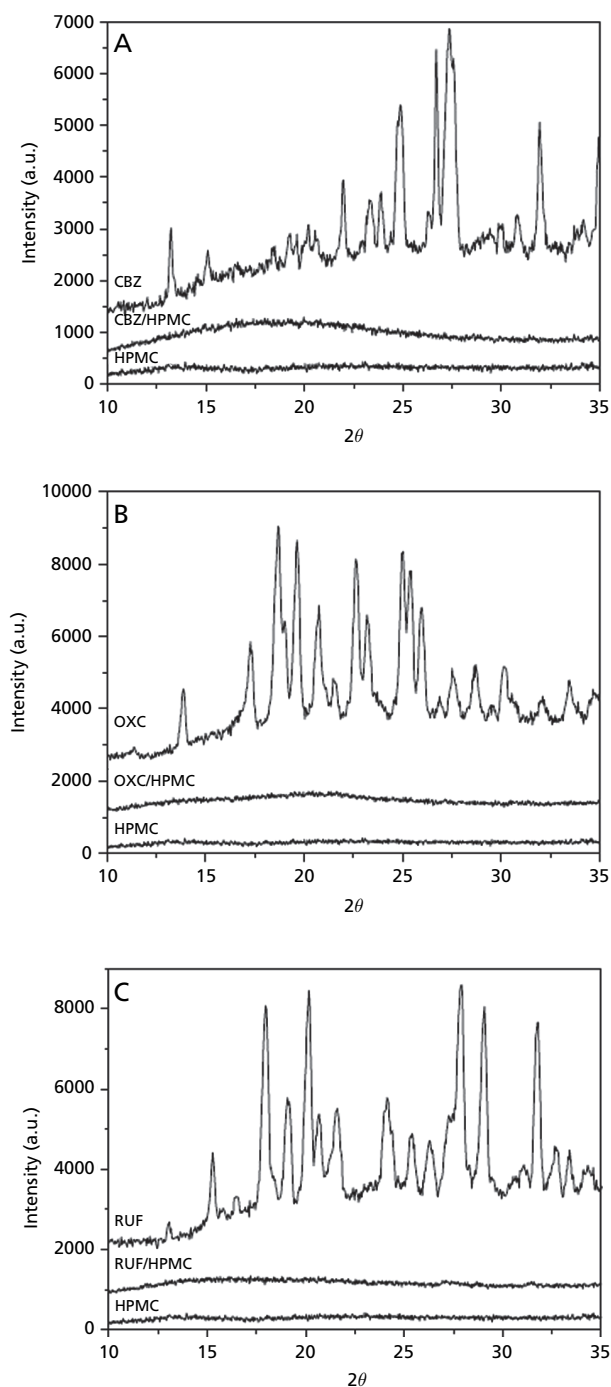 A
7000
6000
5000
4000
3000
2000
1000
0
Intensity (a.u.)
CBZ
CBZ/HPMC
HPMC
10 15 20 25 30 35
2θ
B
10000
8000
6000
4000
2000
0
Intensity (a.u.)
OXC
OXC/HPMC
HPMC
10 15 20 25 30 35
2θ
C
8000
6000
4000
2000
0
Intensity (a.u.)
RUF
RUF/HPMC
HPMC
10 15 20 25 30 35
2θ